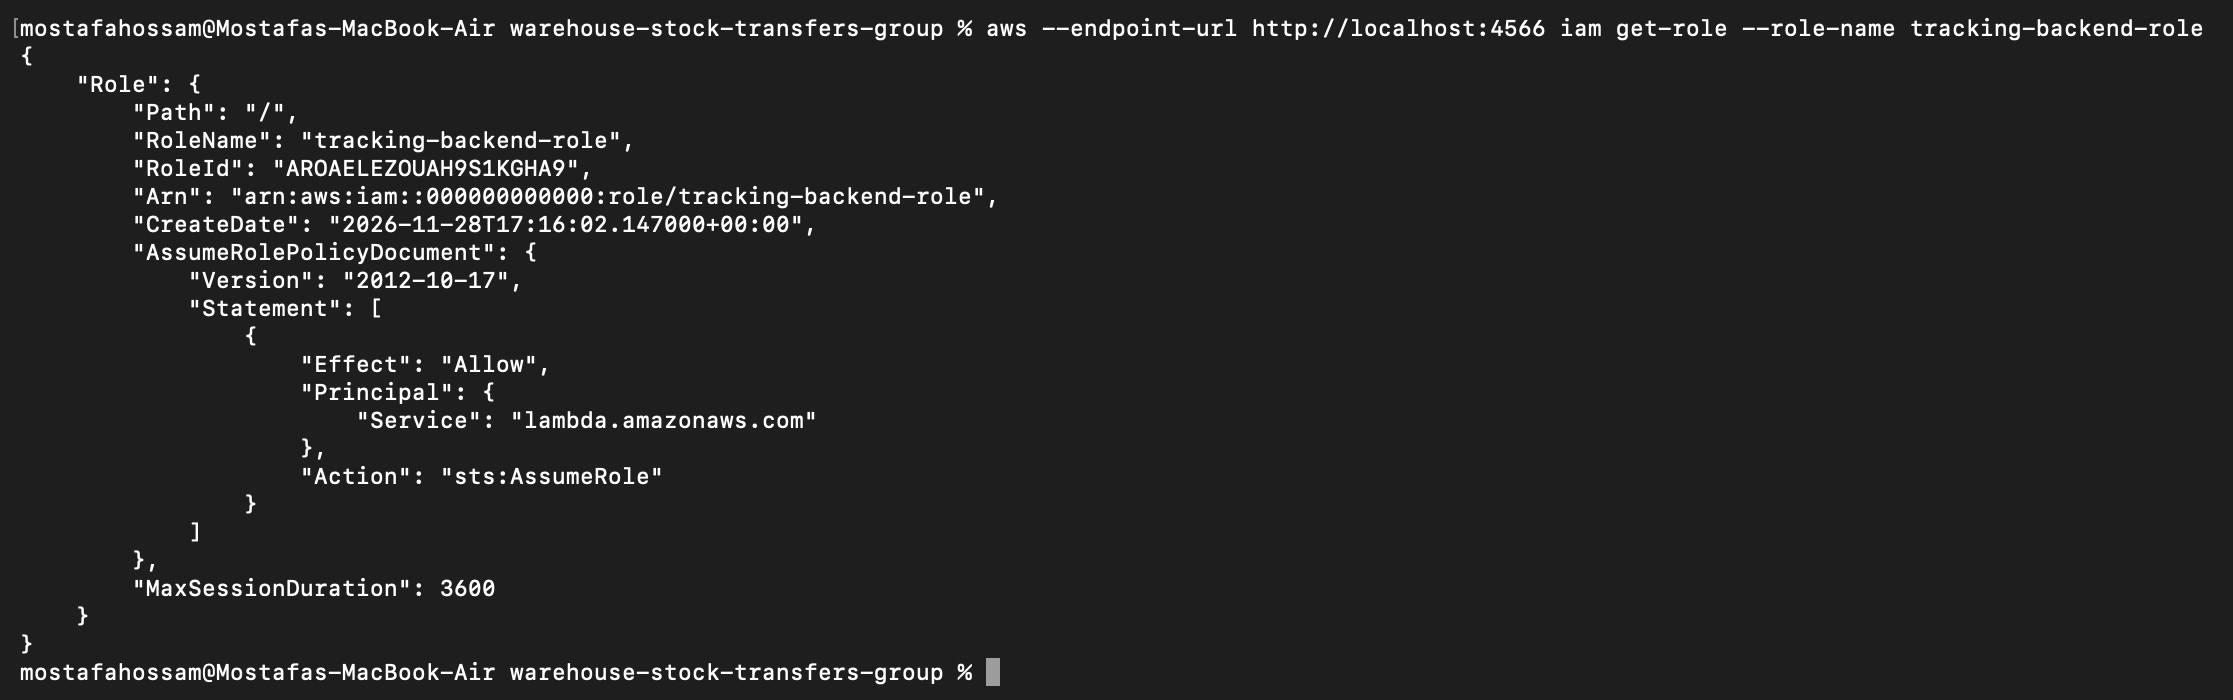 [mostafahossam@Mostafas-MacBook-Air warehouse-stock-transfers-group % aws --endpoint-url http://localhost:4566 iam get-role --role-name tracking-backend-role
{
    "Role": {
        "Path": "/",
        "RoleName": "tracking-backend-role",
        "RoleId": "AROAELEZOUAH9S1KGHA9",
        "Arn": "arn:aws:iam::000000000000:role/tracking-backend-role",
        "CreateDate": "2026-11-28T17:16:02.147000+00:00",
        "AssumeRolePolicyDocument": {
            "Version": "2012-10-17",
            "Statement": [
                {
                    "Effect": "Allow",
                    "Principal": {
                        "Service": "lambda.amazonaws.com"
                    },
                    "Action": "sts:AssumeRole"
                }
            ]
        },
        "MaxSessionDuration": 3600
    }
}
mostafahossam@Mostafas-MacBook-Air warehouse-stock-transfers-group %